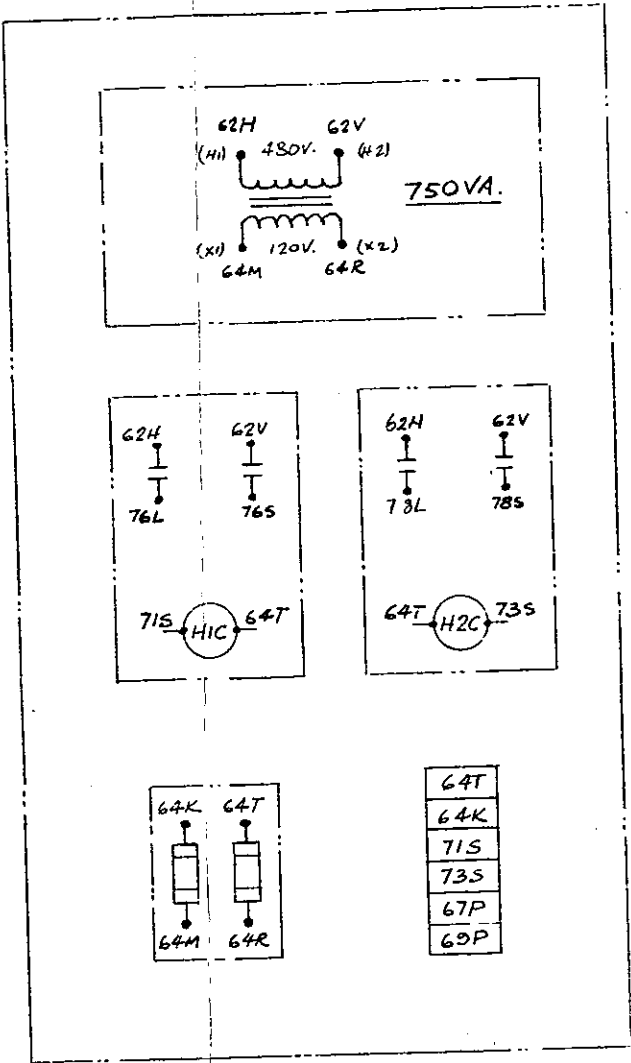 62H 62V
(H1) 480V. (H2)
750VA.
(X1) 120V. (X2)
64M 64R
62H 62V
76L 76S
71S H1C 64T
62H 62V
78L 78S
64T H2C 73S
64K 64T
64M 64R
64T
64K
71S
73S
67P
69P